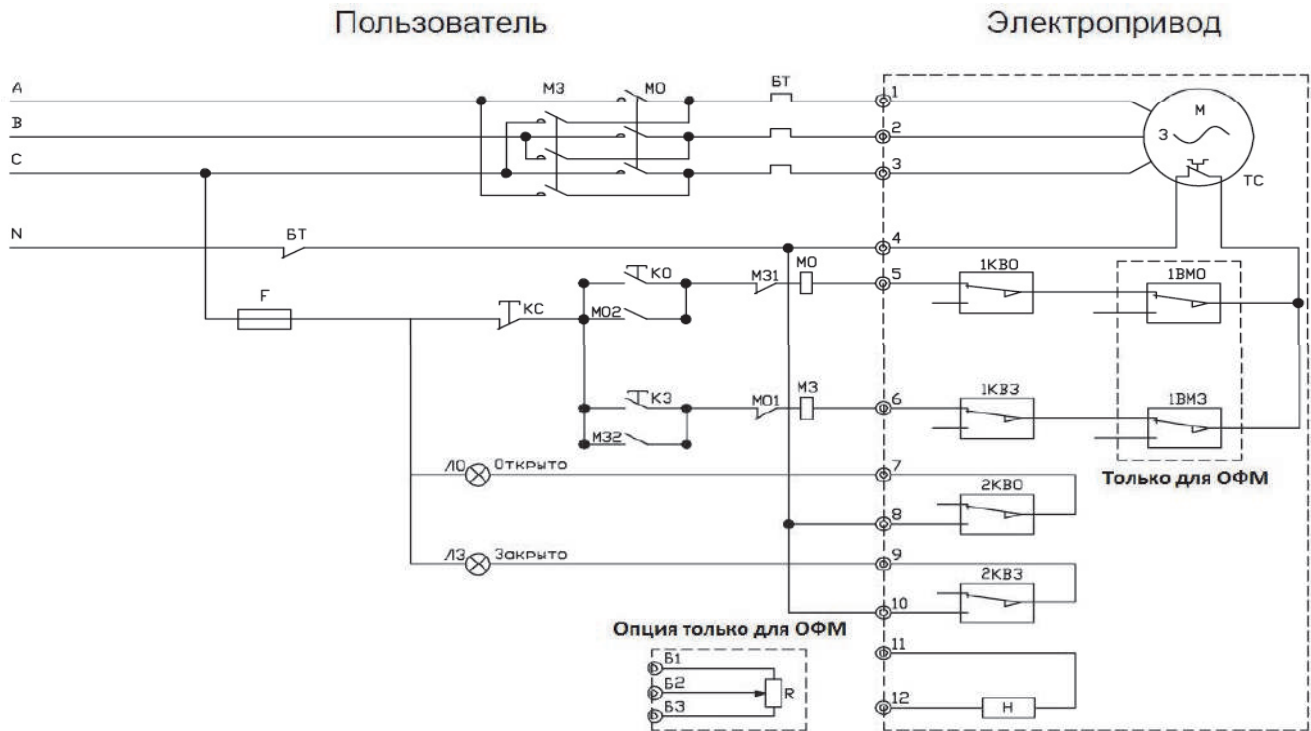 Пользователь
Электропривод
A
B
C
N
МЗ
МО
БТ
1
2
3
М
3
ТС
БТ
4
F
КС
КО
МО2
МЗ1
МО
5
1КВО
1ВМО
КЗ
МЗ2
МО1
МЗ
6
1КВЗ
1ВМЗ
Только для ОФМ
ЛО
Открыто
7
2КВО
8
ЛЗ
Закрыто
9
2КВЗ
10
Опция только для ОФМ
Б1
Б2
Б3
R
11
12
Н